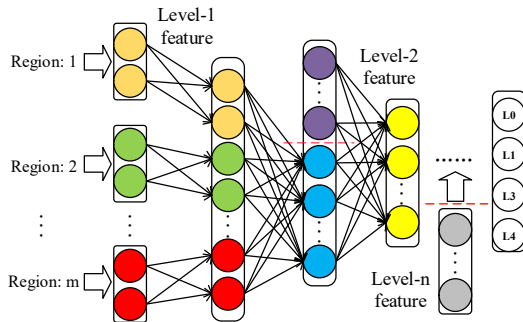 Level-1
feature
Region: 1
Level-2
feature
Region: 2
Region: m
Level-n
feature
L0
L1
L3
L4